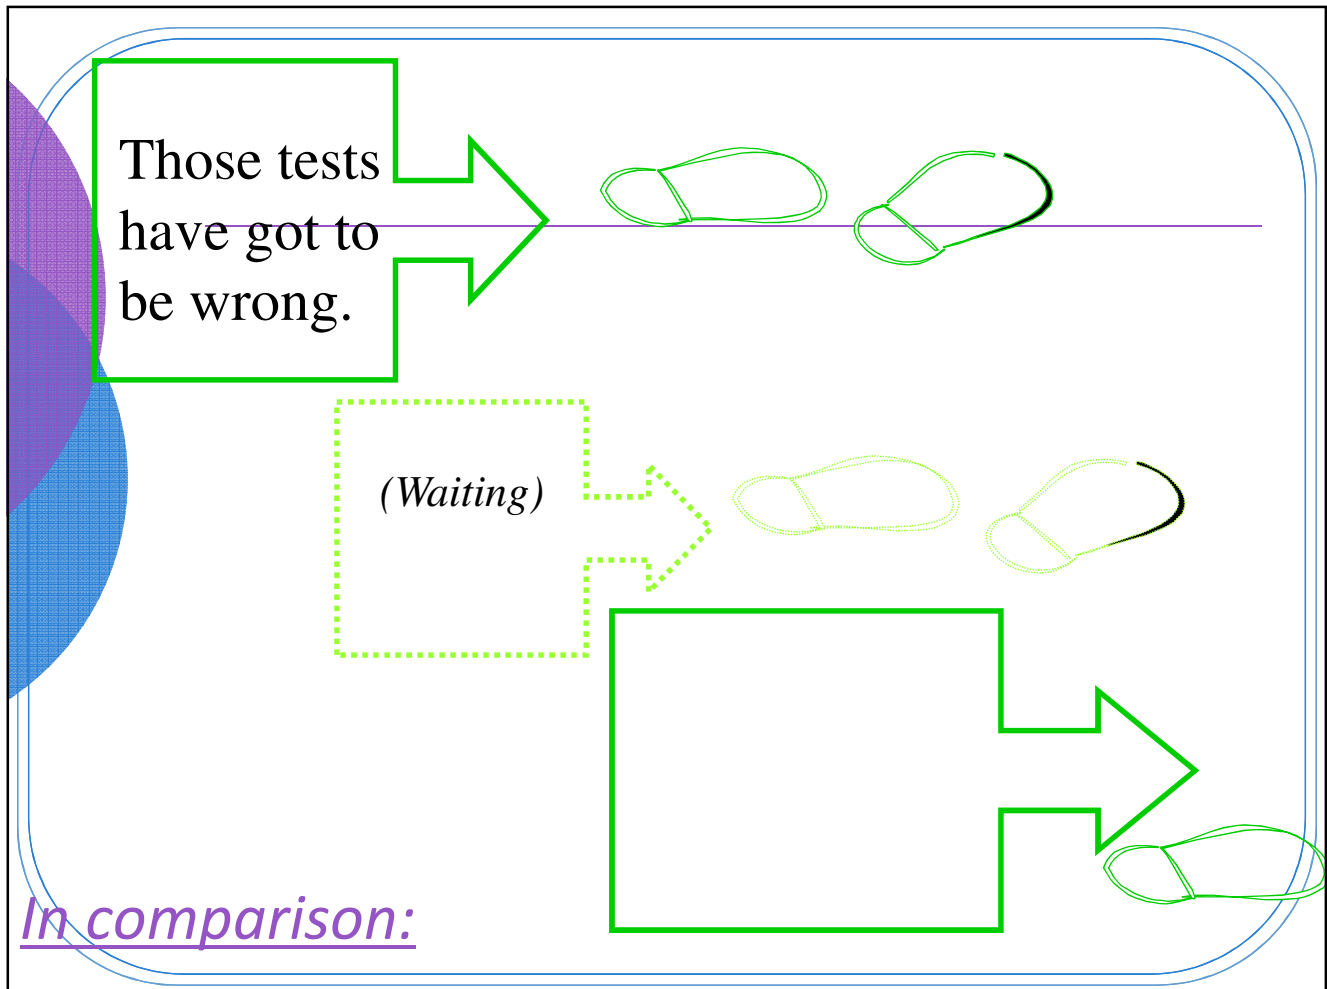 Those tests
have got to
be wrong.
(Waiting)
In comparison: